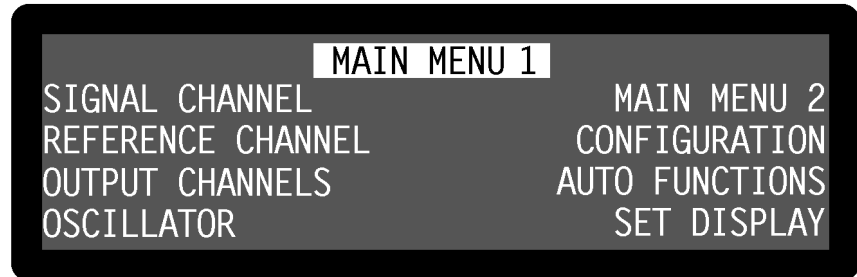 MAIN MENU 1
SIGNAL CHANNEL MAIN MENU 2
REFERENCE CHANNEL CONFIGURATION
OUTPUT CHANNELS AUTO FUNCTIONS
OSCILLATOR SET DISPLAY